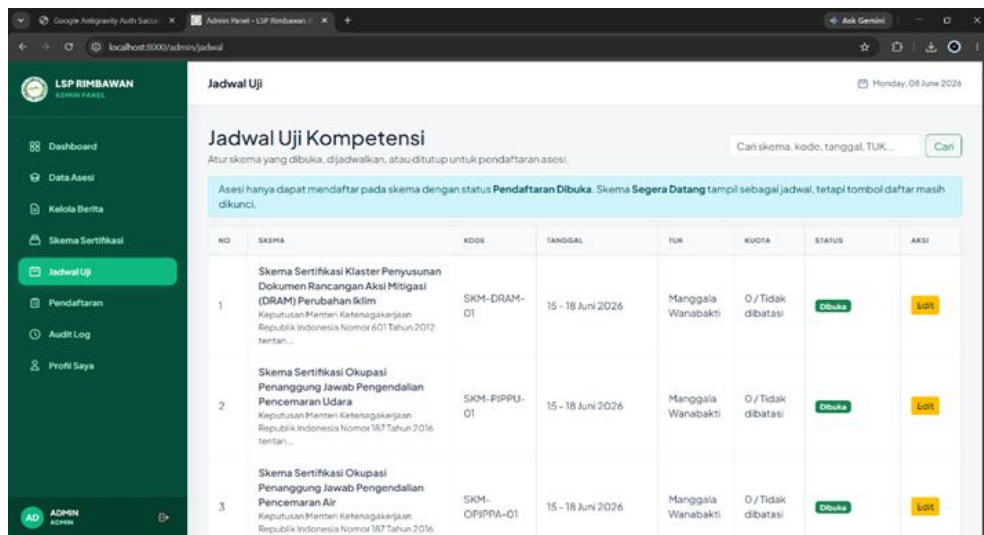 Google Antigravity Auth Succe
Admin Panel - LSP Rimbawan
Ask Gemini
localhost:8000/admin/jadwal
LSP RIMBAWAN
ADMIN PANEL
Dashboard
Data Asesi
Kelola Berita
Skema Sertifikasi
Jadwal Uji
Pendaftaran
Audit Log
Profil Saya
AD
ADMIN
ADMIN
Jadwal Uji
Monday, 08 June 2026
Jadwal Uji Kompetensi
Atur skema yang dibuka, dijadwalkan, atau ditutup untuk pendaftaran asesi.
Cari skema, kode, tanggal, TUK...
Cari
Asesi hanya dapat mendaftar pada skema dengan status Pendaftaran Dibuka. Skema Segera Datang tampil sebagai jadwal, tetapi tombol daftar masih
dikunci.
NO SKEMA KODE TANGGAL TUK KUOTA STATUS AKSI
1
Skema Sertifikasi Klaster Penyusunan
Dokumen Rancangan Aksi Mitigasi
(DRAM) Perubahan Iklim
Keputusan Menteri Ketenagakerjaan
Republik Indonesia Nomor 601 Tahun 2012
tentan...
SKM-DRAM-
01
15 - 18 Juni 2026
Manggala
Wanabakti
0 / Tidak
dibatasi
Dibuka
Edit
2
Skema Sertifikasi Okupasi
Penanggung Jawab Pengendalian
Pencemaran Udara
Keputusan Menteri Ketenagakerjaan
Republik Indonesia Nomor 187 Tahun 2016
tentan...
SKM-PJPPU-
01
15 - 18 Juni 2026
Manggala
Wanabakti
0 / Tidak
dibatasi
Dibuka
Edit
3
Skema Sertifikasi Okupasi
Penanggung Jawab Pengendalian
Pencemaran Air
Keputusan Menteri Ketenagakerjaan
Republik Indonesia Nomor 187 Tahun 2016
SKM-
OPJPPA-01
15 - 18 Juni 2026
Manggala
Wanabakti
0 / Tidak
dibatasi
Dibuka
Edit